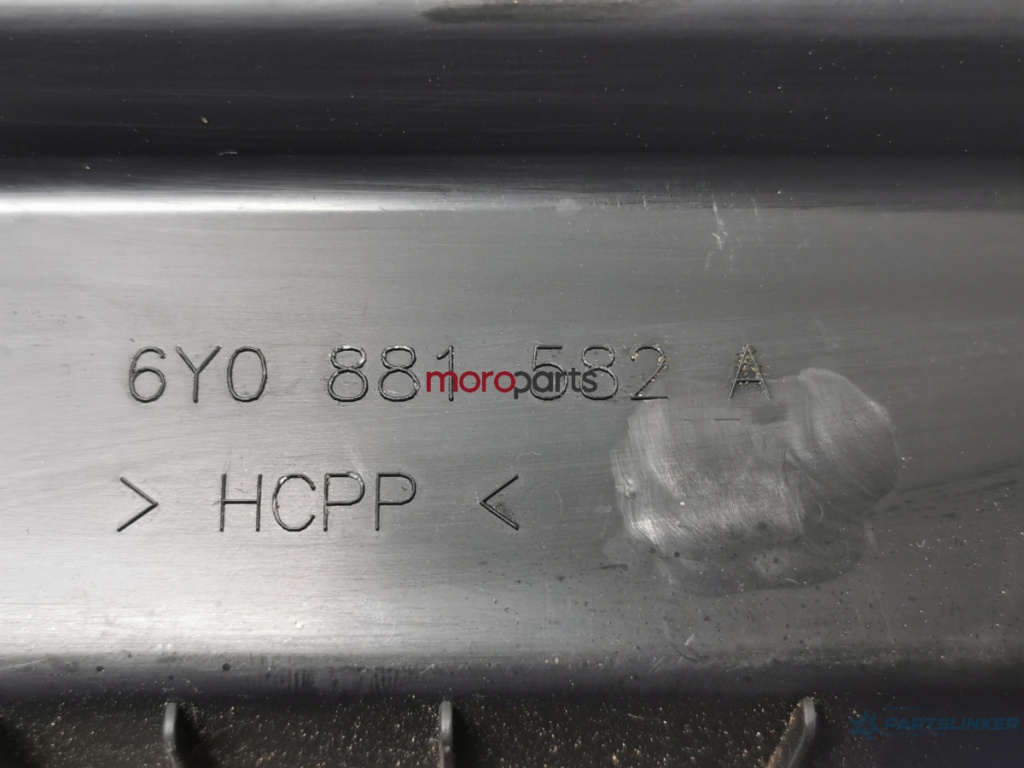 6Y0 881 582 A
moroparts
> HCPP <
PARTSLINKER